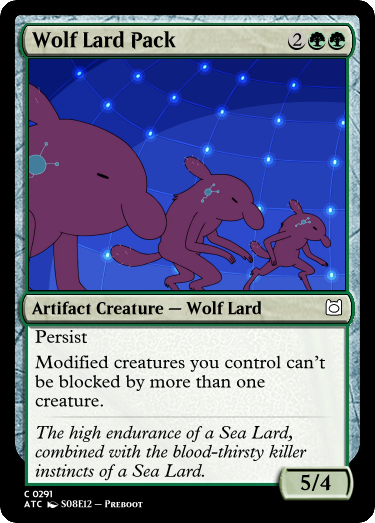 Wolf Lard Pack 2
Artifact Creature — Wolf Lard
Persist
Modified creatures you control can't
be blocked by more than one
creature.
The high endurance of a Sea Lard,
combined with the blood-thirsty killer
instincts of a Sea Lard.
5/4
C 0291
ATC S08E12 — Preboot